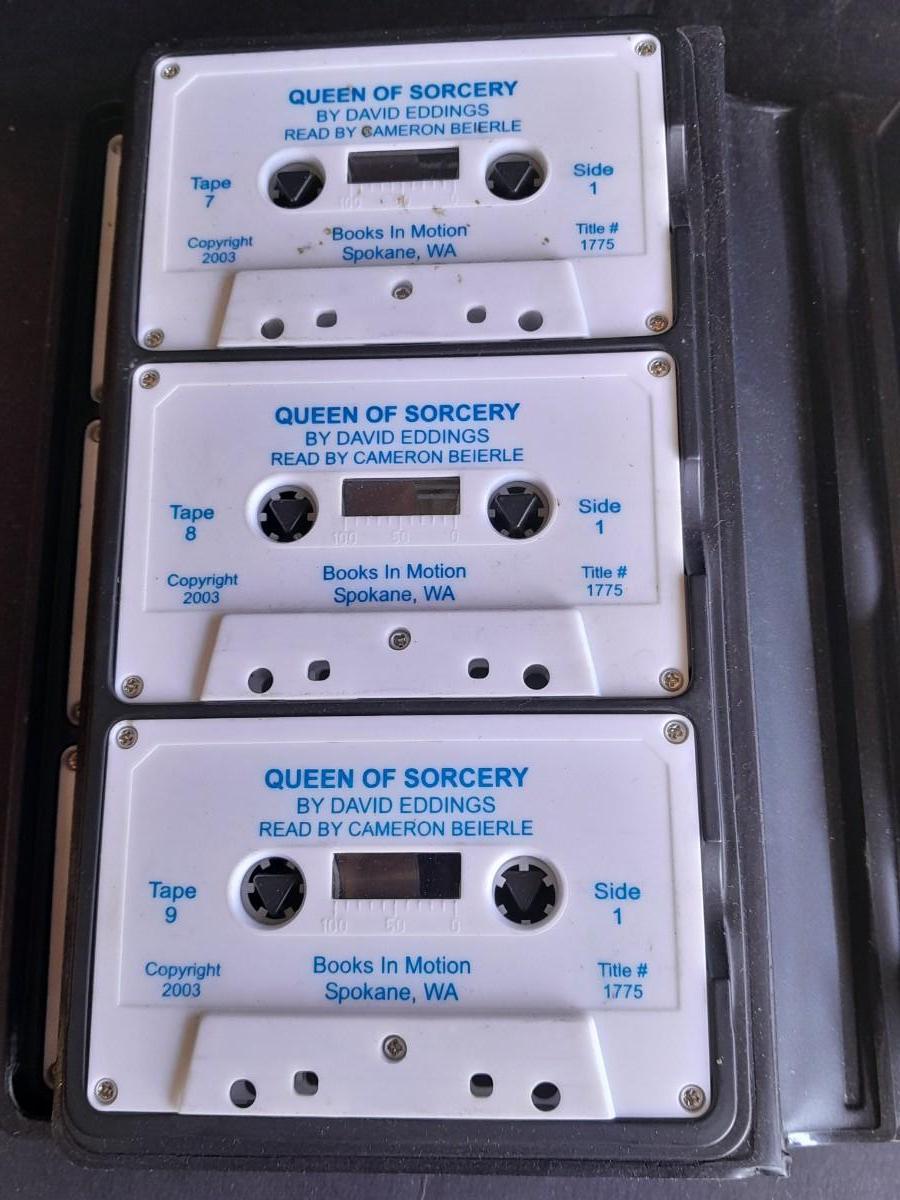 QUEEN OF SORCERY
BY DAVID EDDINGS
READ BY CAMERON BEIERLE
Tape
7
Side
1
100 50 0
Copyright
2003
Books In Motion
Spokane, WA
Title #
1775
QUEEN OF SORCERY
BY DAVID EDDINGS
READ BY CAMERON BEIERLE
Tape
8
Side
1
100 50 0
Copyright
2003
Books In Motion
Spokane, WA
Title #
1775
QUEEN OF SORCERY
BY DAVID EDDINGS
READ BY CAMERON BEIERLE
Tape
9
Side
1
100 50 0
Copyright
2003
Books In Motion
Spokane, WA
Title #
1775